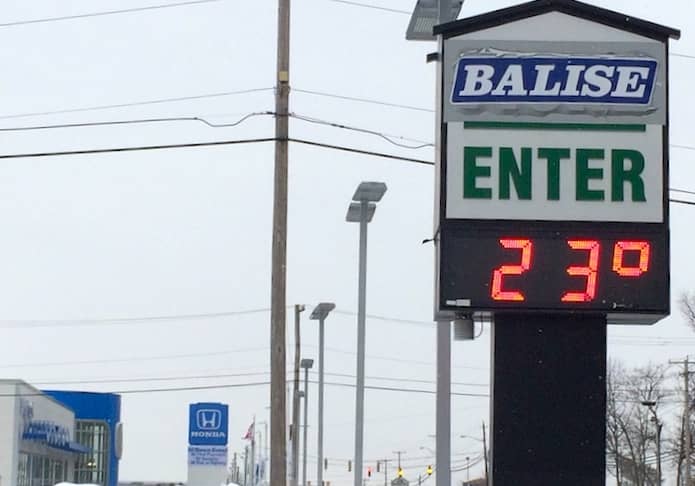 BALISE
ENTER
23°
HONDA